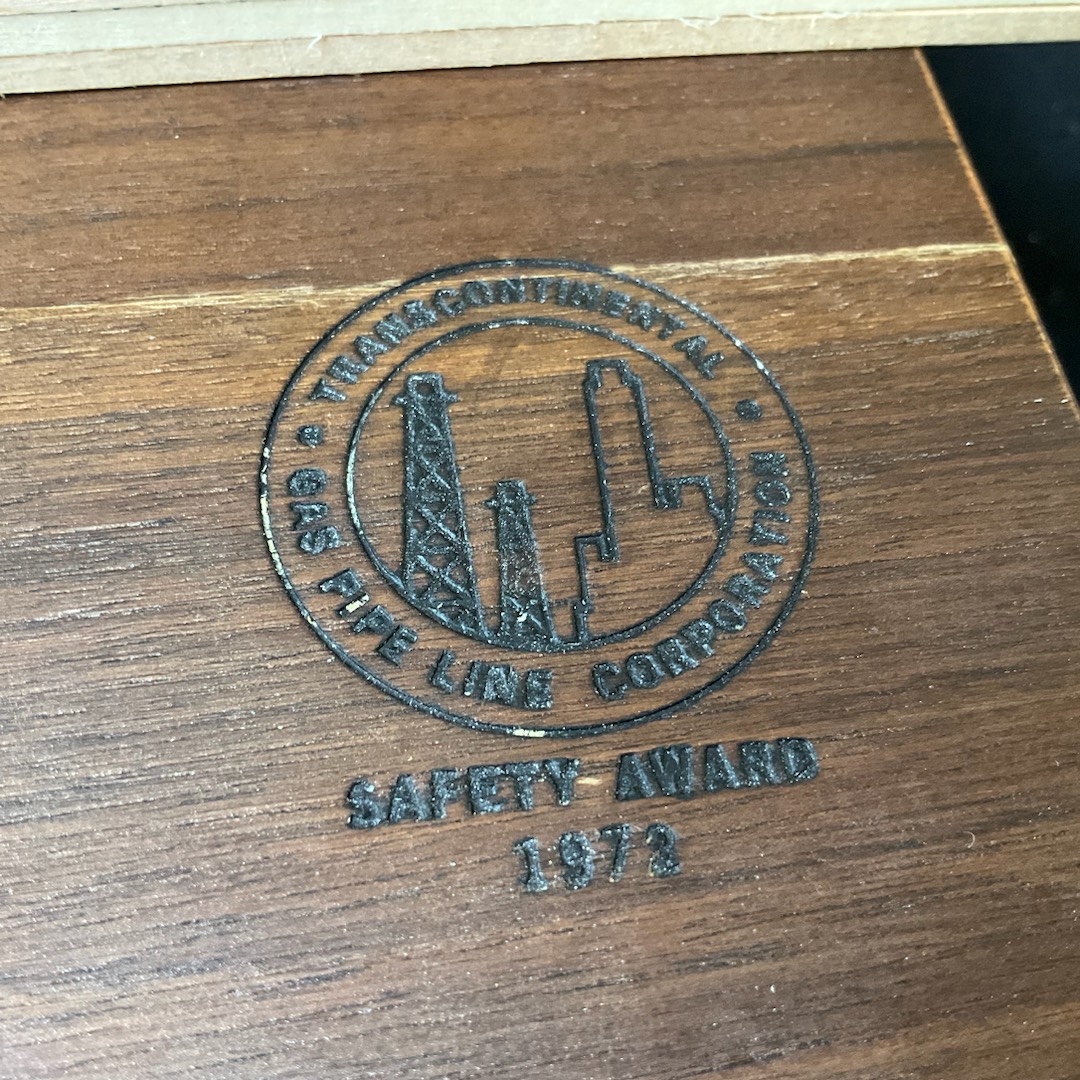 TRANSCONTINENTAL
GAS PIPE LINE CORPORATION
SAFETY AWARD
1972